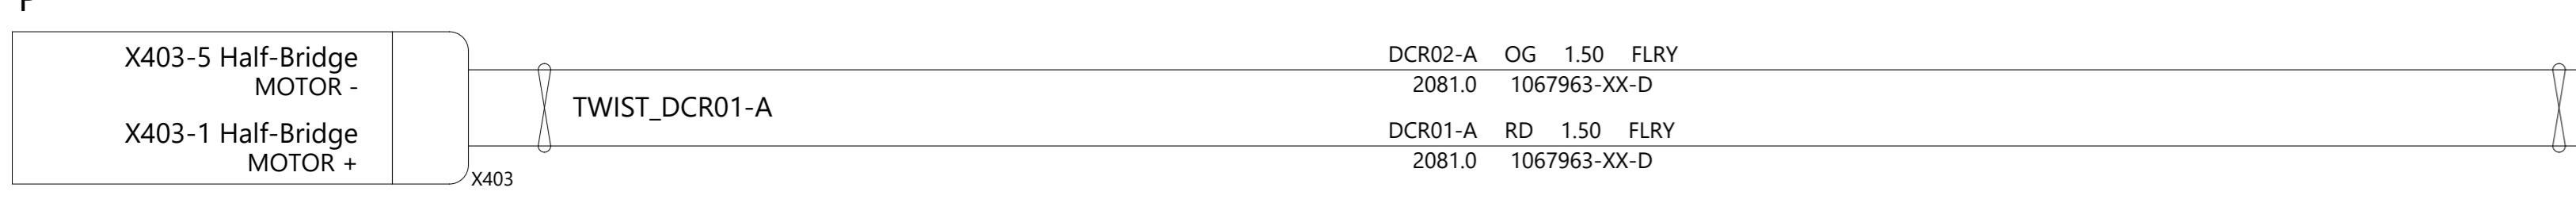 X403-5 Half-Bridge
MOTOR -
X403-1 Half-Bridge
MOTOR +
X403
TWIST_DCR01-A
DCR02-A OG 1.50 FLRY
2081.0 1067963-XX-D
DCR01-A RD 1.50 FLRY
2081.0 1067963-XX-D